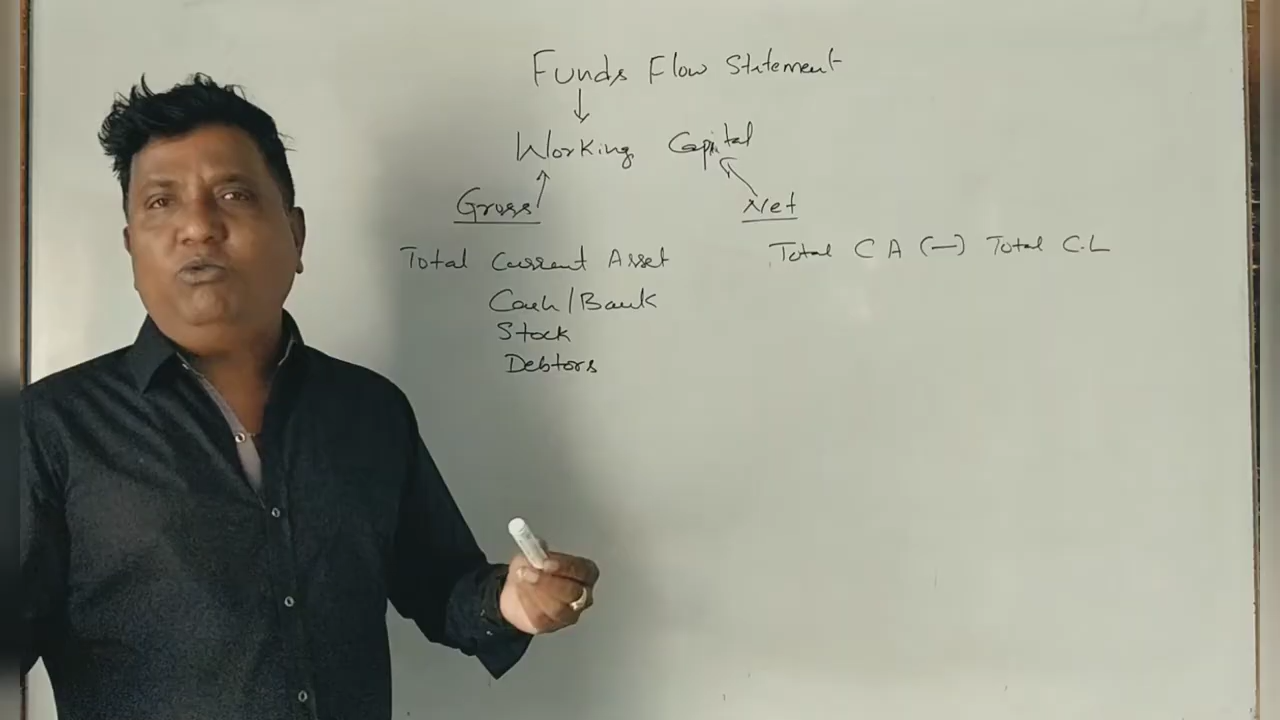 Funds Flow Statement
Working Capital
Gross
Net
Total Current Asset
Total C A (—) Total C.L
Cash/Bank
Stock
Debtors